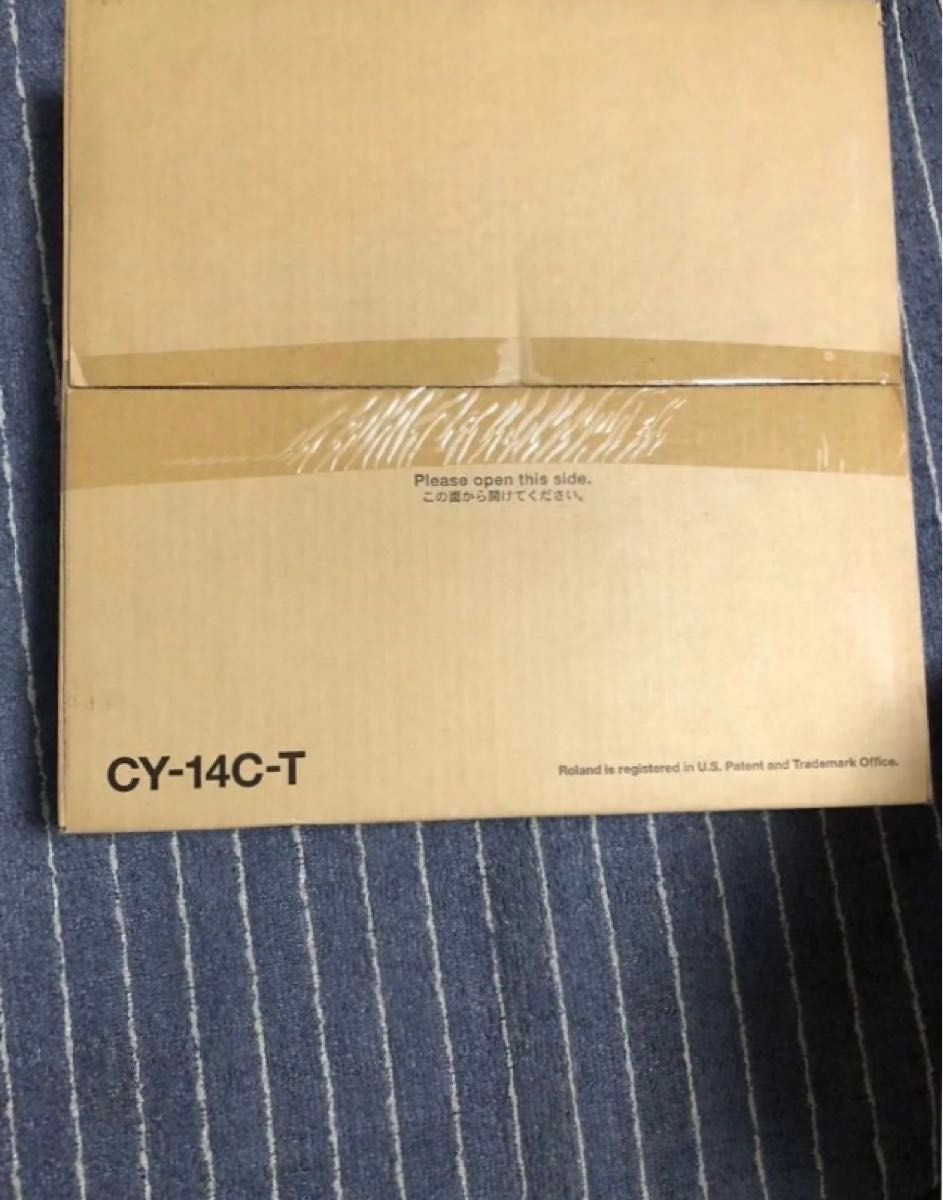 Please open this side.
この面から開けてください。
CY-14C-T
Roland is registered in U.S. Patent and Trademark Office.